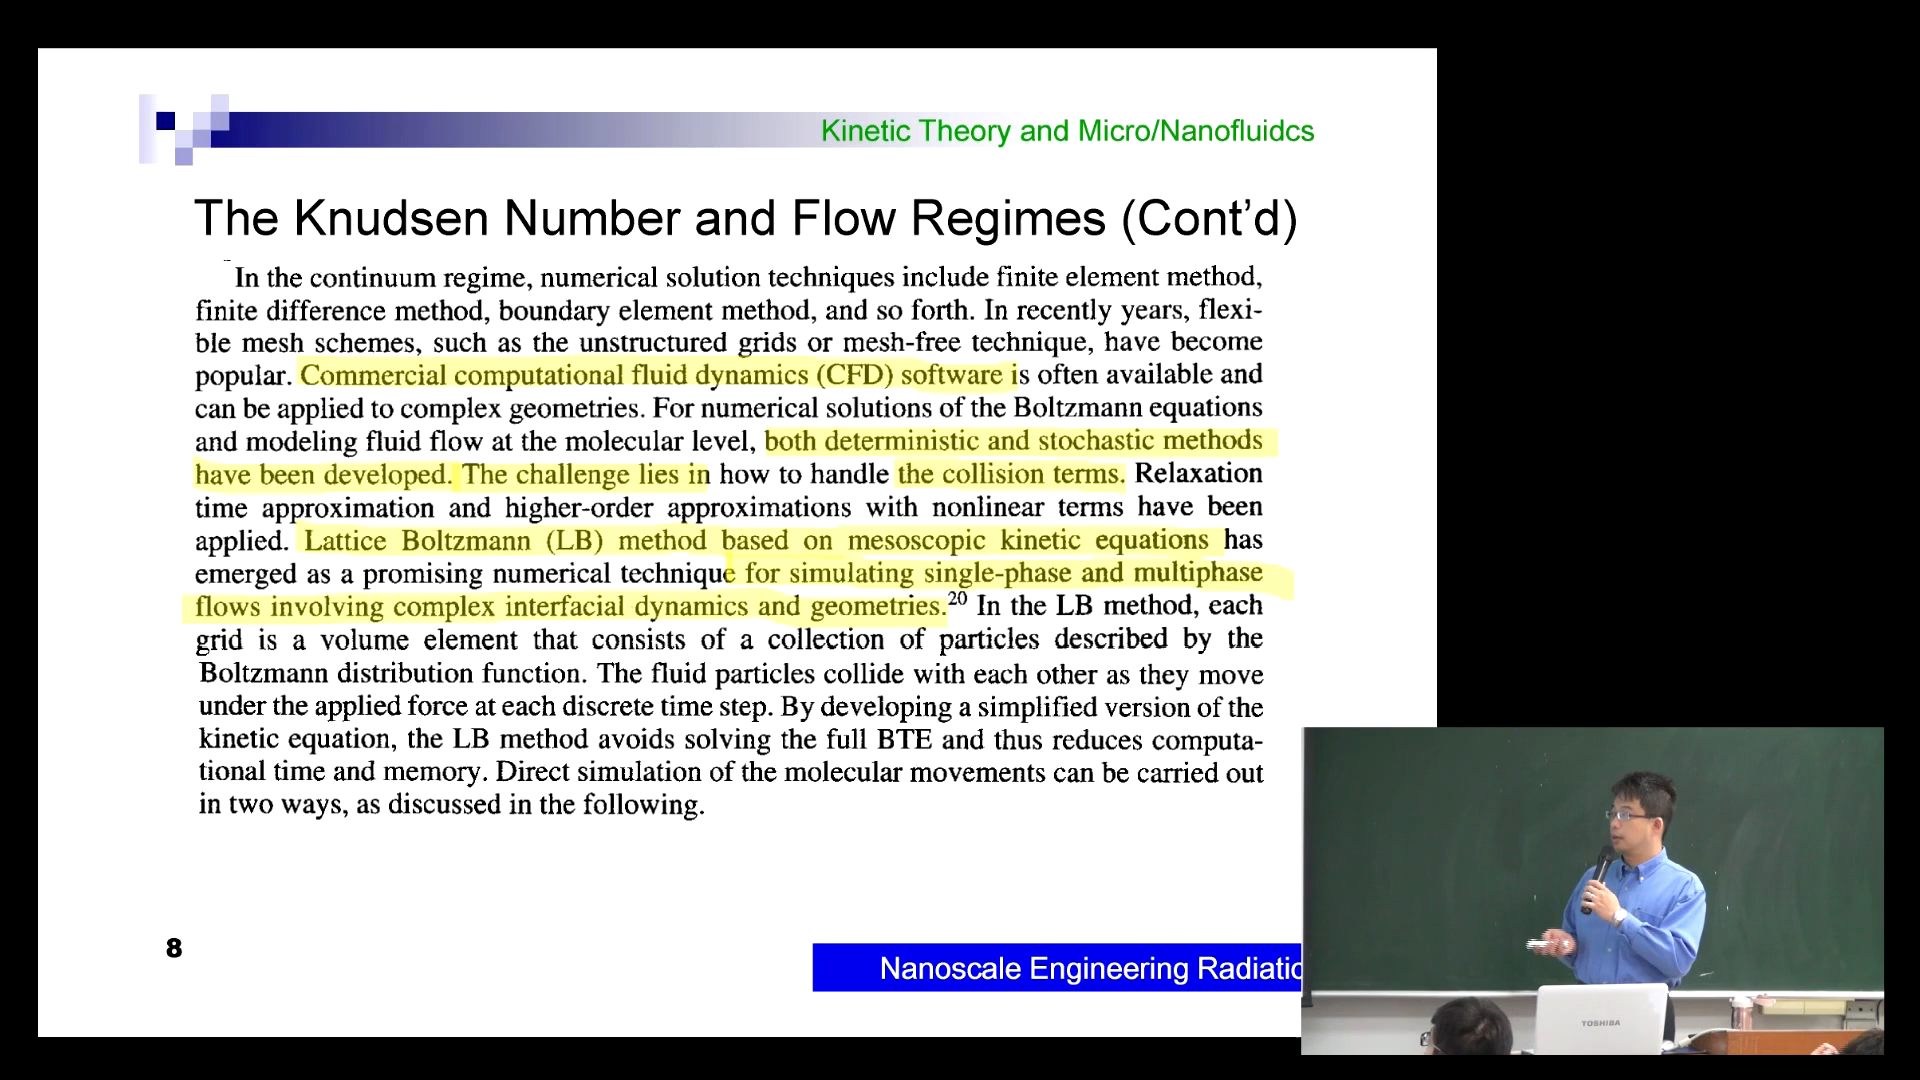 Kinetic Theory and Micro/Nanofluidcs
The Knudsen Number and Flow Regimes (Cont’d)
In the continuum regime, numerical solution techniques include finite element method,
finite difference method, boundary element method, and so forth. In recently years, flexi-
ble mesh schemes, such as the unstructured grids or mesh-free technique, have become
popular. Commercial computational fluid dynamics (CFD) software is often available and
can be applied to complex geometries. For numerical solutions of the Boltzmann equations
and modeling fluid flow at the molecular level, both deterministic and stochastic methods
have been developed. The challenge lies in how to handle the collision terms. Relaxation
time approximation and higher-order approximations with nonlinear terms have been
applied. Lattice Boltzmann (LB) method based on mesoscopic kinetic equations has
emerged as a promising numerical technique for simulating single-phase and multiphase
flows involving complex interfacial dynamics and geometries.20 In the LB method, each
grid is a volume element that consists of a collection of particles described by the
Boltzmann distribution function. The fluid particles collide with each other as they move
under the applied force at each discrete time step. By developing a simplified version of the
kinetic equation, the LB method avoids solving the full BTE and thus reduces computa-
tional time and memory. Direct simulation of the molecular movements can be carried out
in two ways, as discussed in the following.
8
Nanoscale Engineering Radiatio
TOSHIBA